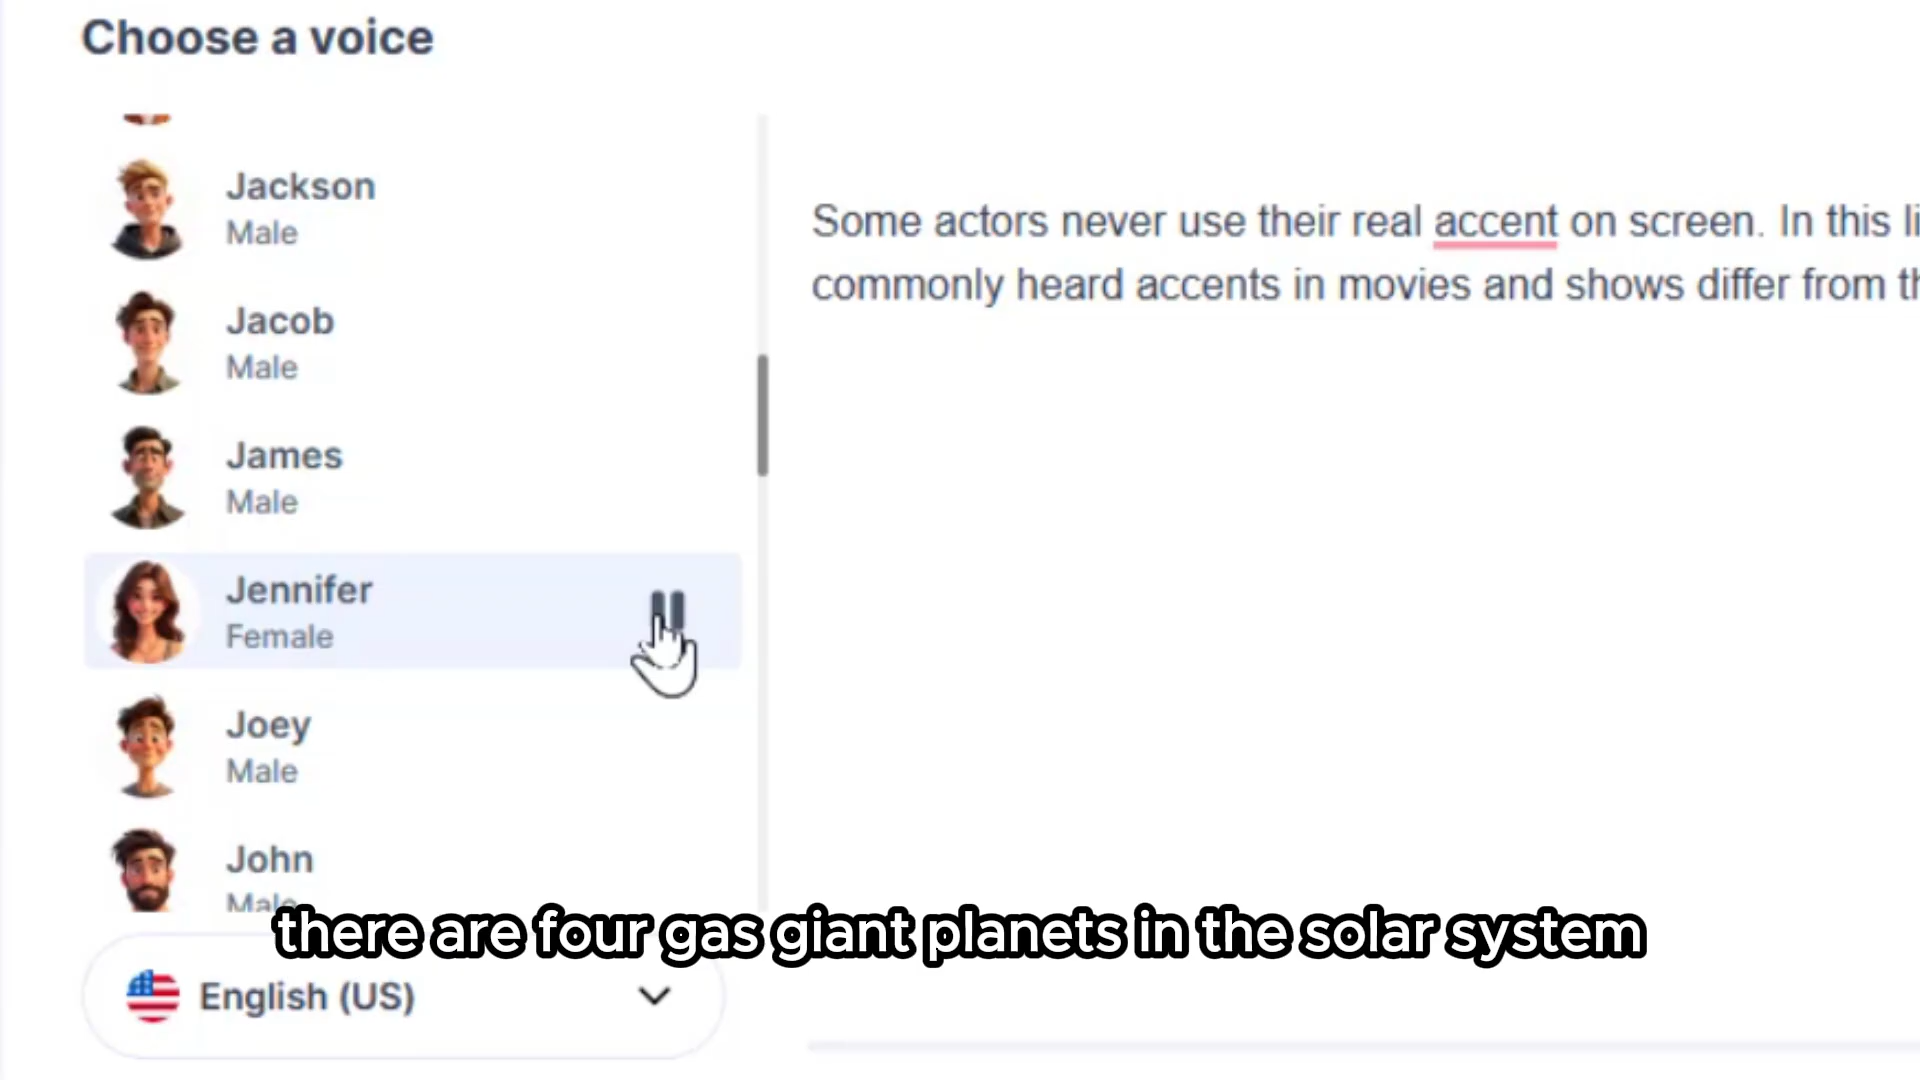 Choose a voice
Jackson
Male
Jacob
Male
James
Male
Jennifer
Female
Joey
Male
John
Male
English (US)
Some actors never use their real accent on screen. In this
commonly heard accents in movies and shows differ from
there are four gas giant planets in the solar system